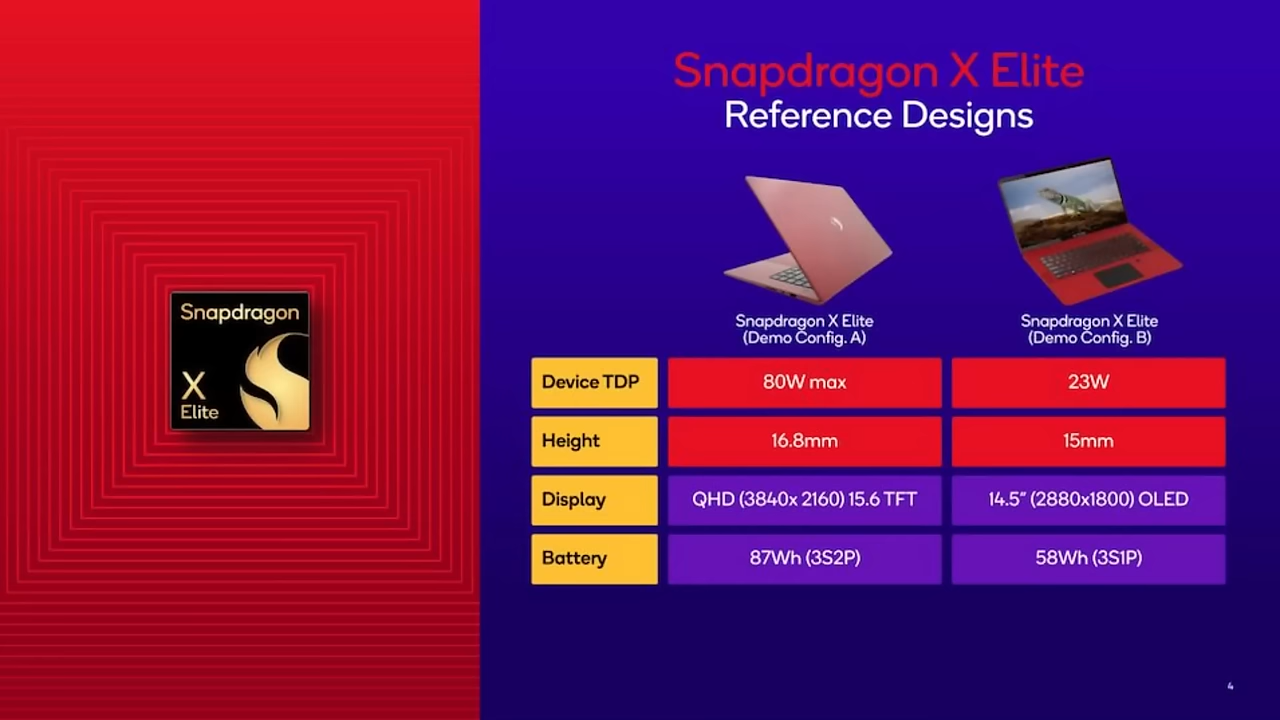 Snapdragon X Elite
Reference Designs
Snapdragon
X
Elite
Snapdragon X Elite
(Demo Config. A)
Snapdragon X Elite
(Demo Config. B)
Device TDP
80W max
23W
Height
16.8mm
15mm
Display
QHD (3840x 2160) 15.6 TFT
14.5" (2880x1800) OLED
Battery
87Wh (3S2P)
58Wh (3S1P)
4